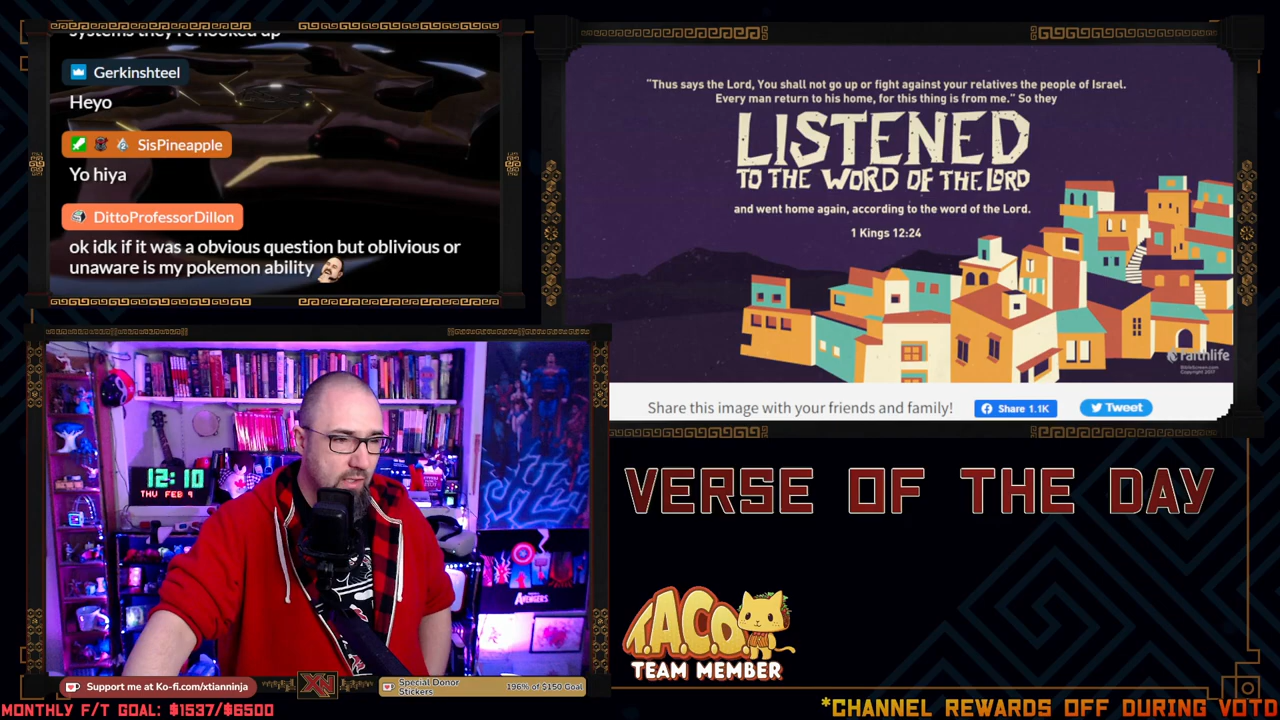 systems they're hooked up
Gerkinshteel
Heyo
SisPineapple
Yo hiya
DittoProfessorDillon
ok idk if it was a obvious question but oblivious or
unaware is my pokemon ability
"Thus says the Lord, You shall not go up or fight against your relatives the people of Israel.
Every man return to his home, for this thing is from me." So they
LISTENED
TO THE WORD OF THE LORD
and went home again, according to the word of the Lord.
1 Kings 12:24
faithlife
BibleScreen.com
Copyright 2017
Share this image with your friends and family!
Share 1.1K
Tweet
12:10
THU FEB 9
AVENGERS
VERSE OF THE DAY
T.A.C.O.
TEAM MEMBER
Support me at Ko-fi.com/xtianninja
XN
Special Donor
Stickers
196% of $150 Goal
MONTHLY F/T GOAL: $1537/$6500
*CHANNEL REWARDS OFF DURING VOTD